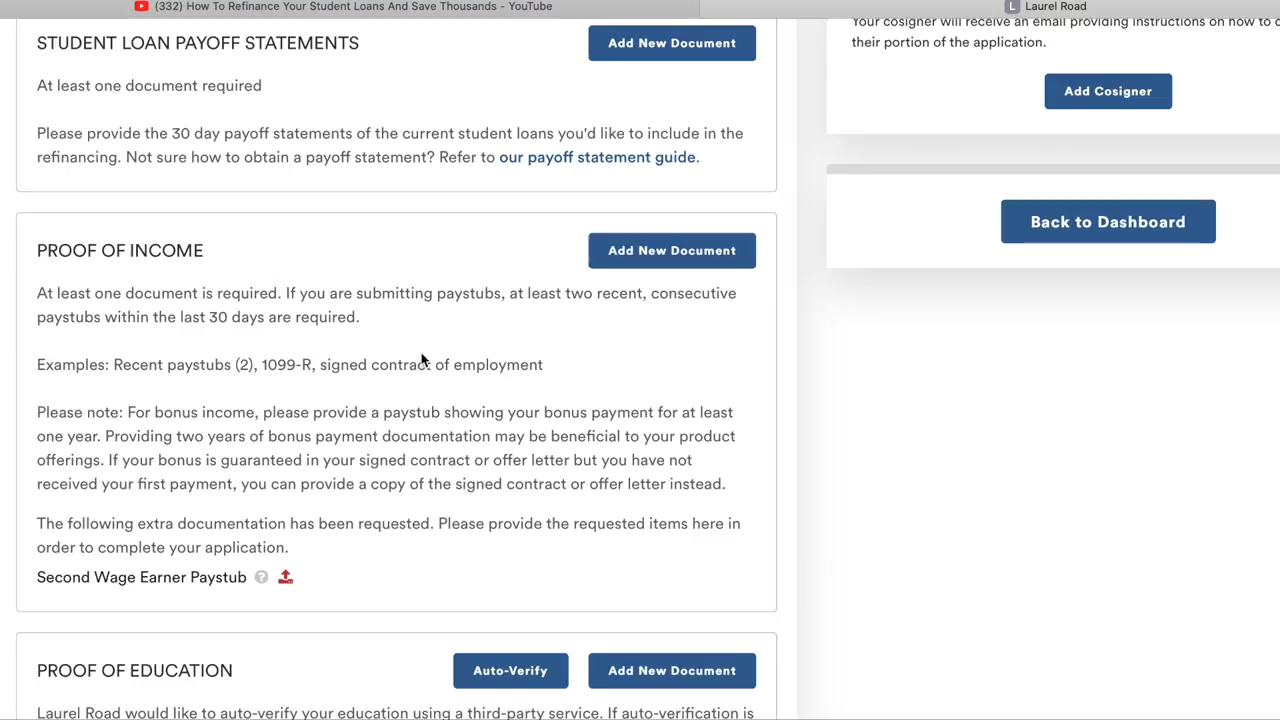 (332) How To Refinance Your Student Loans And Save Thousands - YouTube
Laurel Road
STUDENT LOAN PAYOFF STATEMENTS
Add New Document
At least one document required
Please provide the 30 day payoff statements of the current student loans you'd like to include in the
refinancing. Not sure how to obtain a payoff statement? Refer to our payoff statement guide.
PROOF OF INCOME
Add New Document
At least one document is required. If you are submitting paystubs, at least two recent, consecutive
paystubs within the last 30 days are required.
Examples: Recent paystubs (2), 1099-R, signed contract of employment
Please note: For bonus income, please provide a paystub showing your bonus payment for at least
one year. Providing two years of bonus payment documentation may be beneficial to your product
offerings. If your bonus is guaranteed in your signed contract or offer letter but you have not
received your first payment, you can provide a copy of the signed contract or offer letter instead.
The following extra documentation has been requested. Please provide the requested items here in
order to complete your application.
Second Wage Earner Paystub ?
PROOF OF EDUCATION
Auto-Verify
Add New Document
Laurel Road would like to auto-verify your education using a third-party service. If auto-verification is
Your cosigner will receive an email providing instructions on how to
their portion of the application.
Add Cosigner
Back to Dashboard